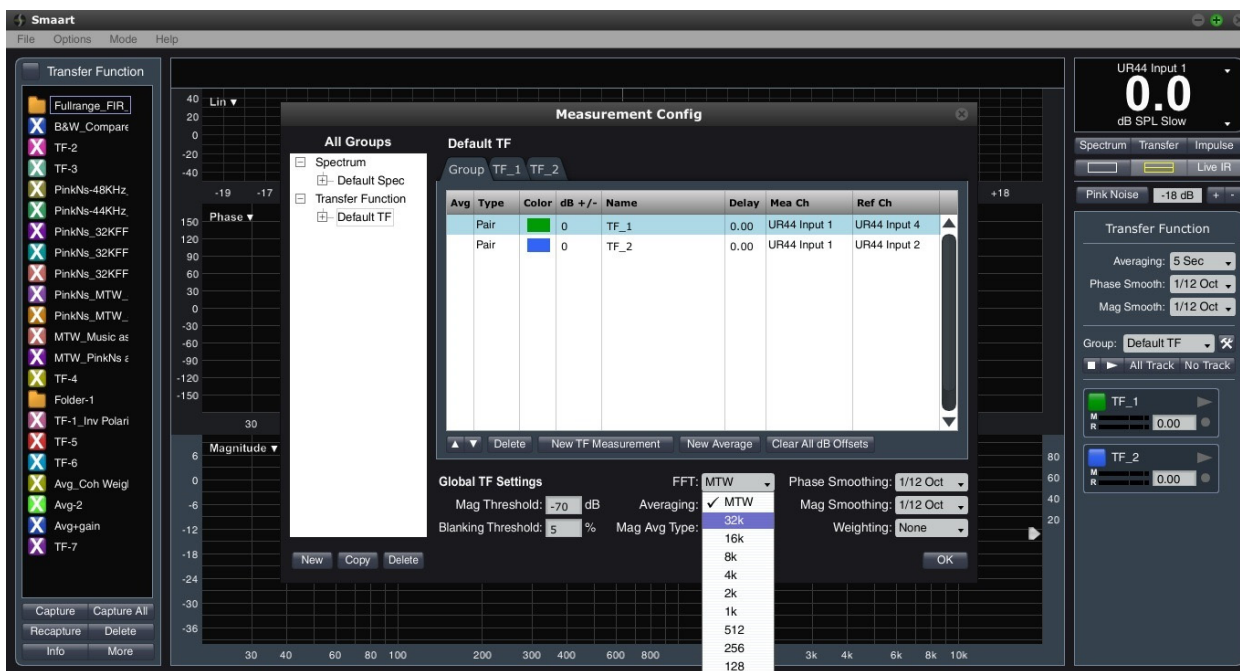 Smaart
File Options Mode Help
Transfer Function
Fullrange_FIR_
B&W_Compare
TF-2
TF-3
PinkNs-48KHz_
PinkNs-44KHz_
PinkNs_32KFF
PinkNs_32KFF
PinkNs_32KFF
PinkNs_MTW_
PinkNs_MTW_
MTW_Music as
MTW_PinkNs a
TF-4
Folder-1
TF-1_Inv Polari
TF-5
TF-6
Avg_Coh Weigl
Avg-2
Avg+gain
TF-7
Capture Capture All
Recapture Delete
Info More
Lin ▼
40
20
0
-20
-40
-19 -17 +18
Phase ▼
150
120
90
60
30
0
-30
-60
-90
-120
-150
30
Magnitude ▼
6
0
-6
-12
-18
-24
-30
-36
80
60
40
20
30 40 60 80 100 200 300 400 600 800 3k 4k 6k 8k 10k
Measurement Config
All Groups
Spectrum
Default Spec
Transfer Function
Default TF
New Copy Delete
Default TF
Group TF_1 TF_2
Avg Type Color dB +/- Name Delay Mea Ch Ref Ch
Pair 0 TF_1 0.00 UR44 Input 1 UR44 Input 4
Pair 0 TF_2 0.00 UR44 Input 1 UR44 Input 2
▲ ▼ Delete New TF Measurement New Average Clear All dB Offsets
Global TF Settings FFT: MTW Phase Smoothing: 1/12 Oct
Mag Threshold: -70 dB Averaging: Mag Smoothing: 1/12 Oct
Blanking Threshold: 5 % Mag Avg Type: Weighting: None
✓ MTW
32k
16k
8k
4k
2k
1k
512
256
128
OK
UR44 Input 1
0.0
dB SPL Slow
Spectrum Transfer Impulse
Live IR
Pink Noise -18 dB + -
Transfer Function
Averaging: 5 Sec
Phase Smooth: 1/12 Oct
Mag Smooth: 1/12 Oct
Group: Default TF
All Track No Track
TF_1
M
R
0.00
TF_2
M
R
0.00